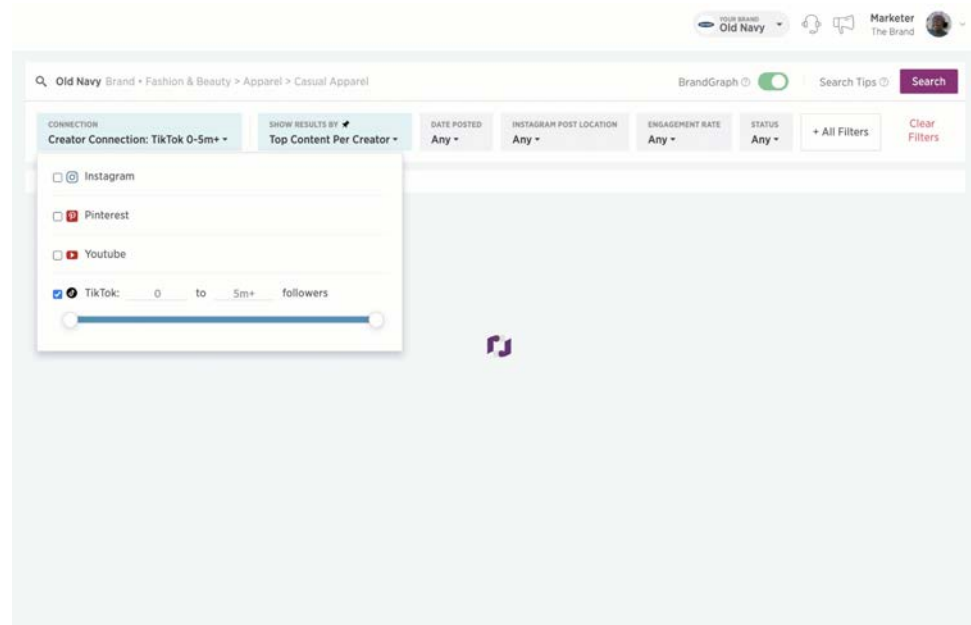 YOUR BRAND
Old Navy
Marketer
The Brand
Old Navy Brand • Fashion & Beauty > Apparel > Casual Apparel
BrandGraph
Search Tips
Search
CONNECTION
Creator Connection: TikTok 0-5m+
SHOW RESULTS BY
Top Content Per Creator
DATE POSTED
Any
INSTAGRAM POST LOCATION
Any
ENGAGEMENT RATE
Any
STATUS
Any
+ All Filters
Clear
Filters
Instagram
Pinterest
Youtube
TikTok: 0 to 5m+ followers